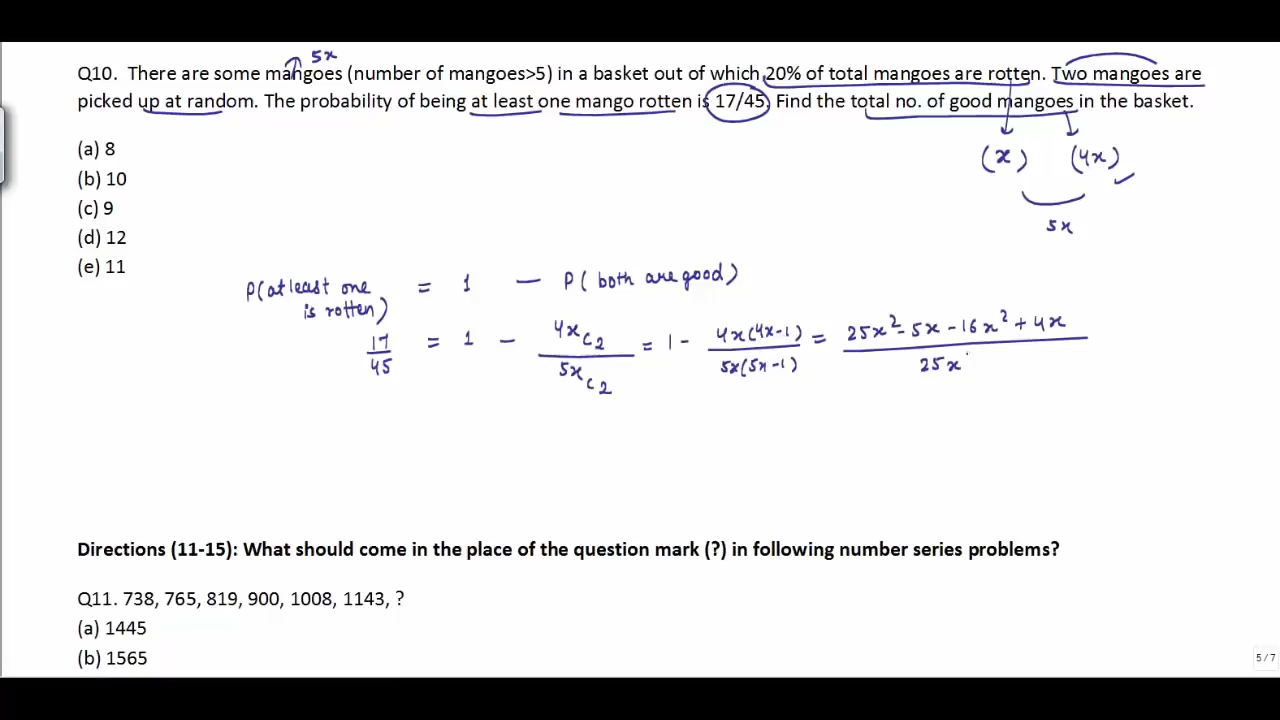 5x
Q10. There are some mangoes (number of mangoes>5) in a basket out of which 20% of total mangoes are rotten. Two mangoes are
picked up at random. The probability of being at least one mango rotten is 17/45. Find the total no. of good mangoes in the basket.
(a) 8
(x) (4x)
(b) 10
(c) 9
5x
(d) 12
(e) 11
P(at least one is rotten) = 1 - P( both are good)
17/45 = 1 - 4xC2/5xC2 = 1 - 4x(4x-1)/5x(5x-1) = 25x²-5x-16x²+4x/25x
Directions (11-15): What should come in the place of the question mark (?) in following number series problems?
Q11. 738, 765, 819, 900, 1008, 1143, ?
(a) 1445
(b) 1565
5 / 7